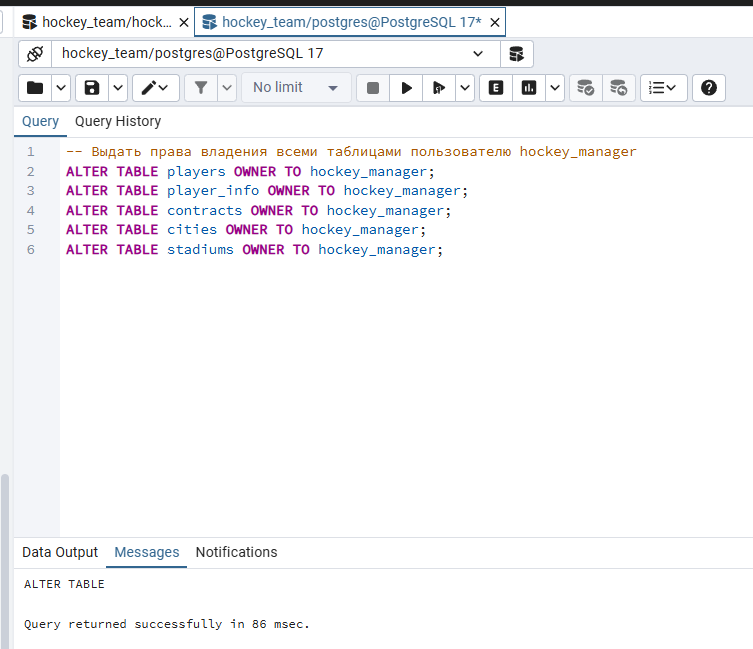 hockey_team/hock...
hockey_team/postgres@PostgreSQL 17*
hockey_team/postgres@PostgreSQL 17
No limit
E
Query
Query History
1 -- Выдать права владения всеми таблицами пользователю hockey_manager
2 ALTER TABLE players OWNER TO hockey_manager;
3 ALTER TABLE player_info OWNER TO hockey_manager;
4 ALTER TABLE contracts OWNER TO hockey_manager;
5 ALTER TABLE cities OWNER TO hockey_manager;
6 ALTER TABLE stadiums OWNER TO hockey_manager;
Data Output
Messages
Notifications
ALTER TABLE
Query returned successfully in 86 msec.